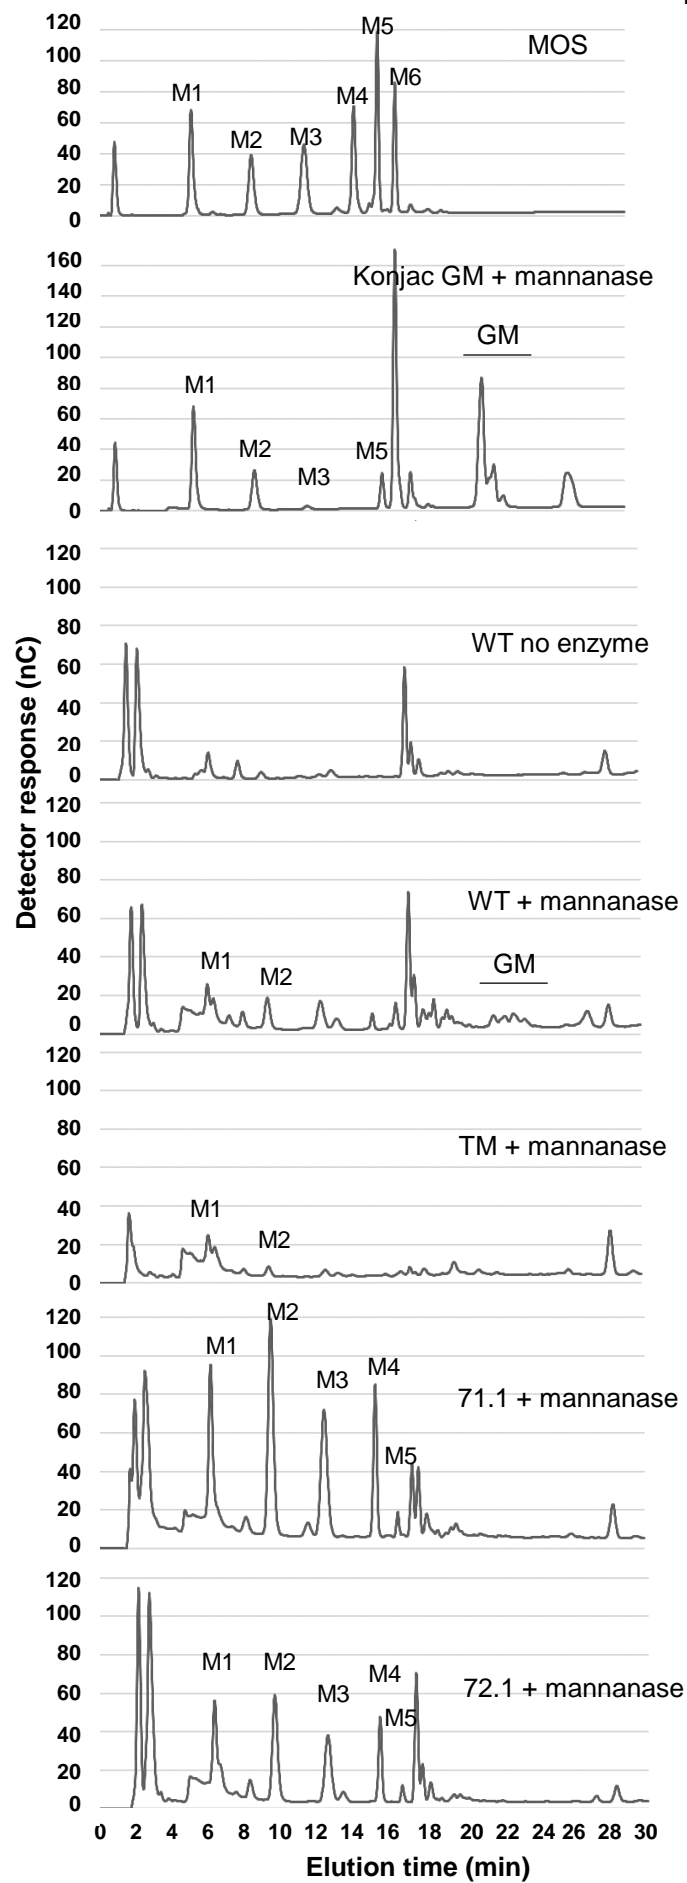 120
M5
MOS
100
M6
80
M1
M4
60
M2
M3
40
20
0
160
Konjac GM + mannanase
140
120
GM
100
80
M1
60
40
M2
M5
M3
20
0
120
100
80
WT no enzyme
60
40
20
0
Detector response (nC)
120
100
80
WT + mannanase
60
M1
M2
GM
40
20
0
120
100
80
TM + mannanase
60
40
M1
M2
20
0
120
M2
100
M1
M4
M3
80
71.1 + mannanase
60
M5
40
20
0
120
100
80
M1
M2
M4
M3
72.1 + mannanase
60
M5
40
20
0
0 2 4 6 8 10 12 14 16 18 20 22 24 26 28 30
Elution time (min)